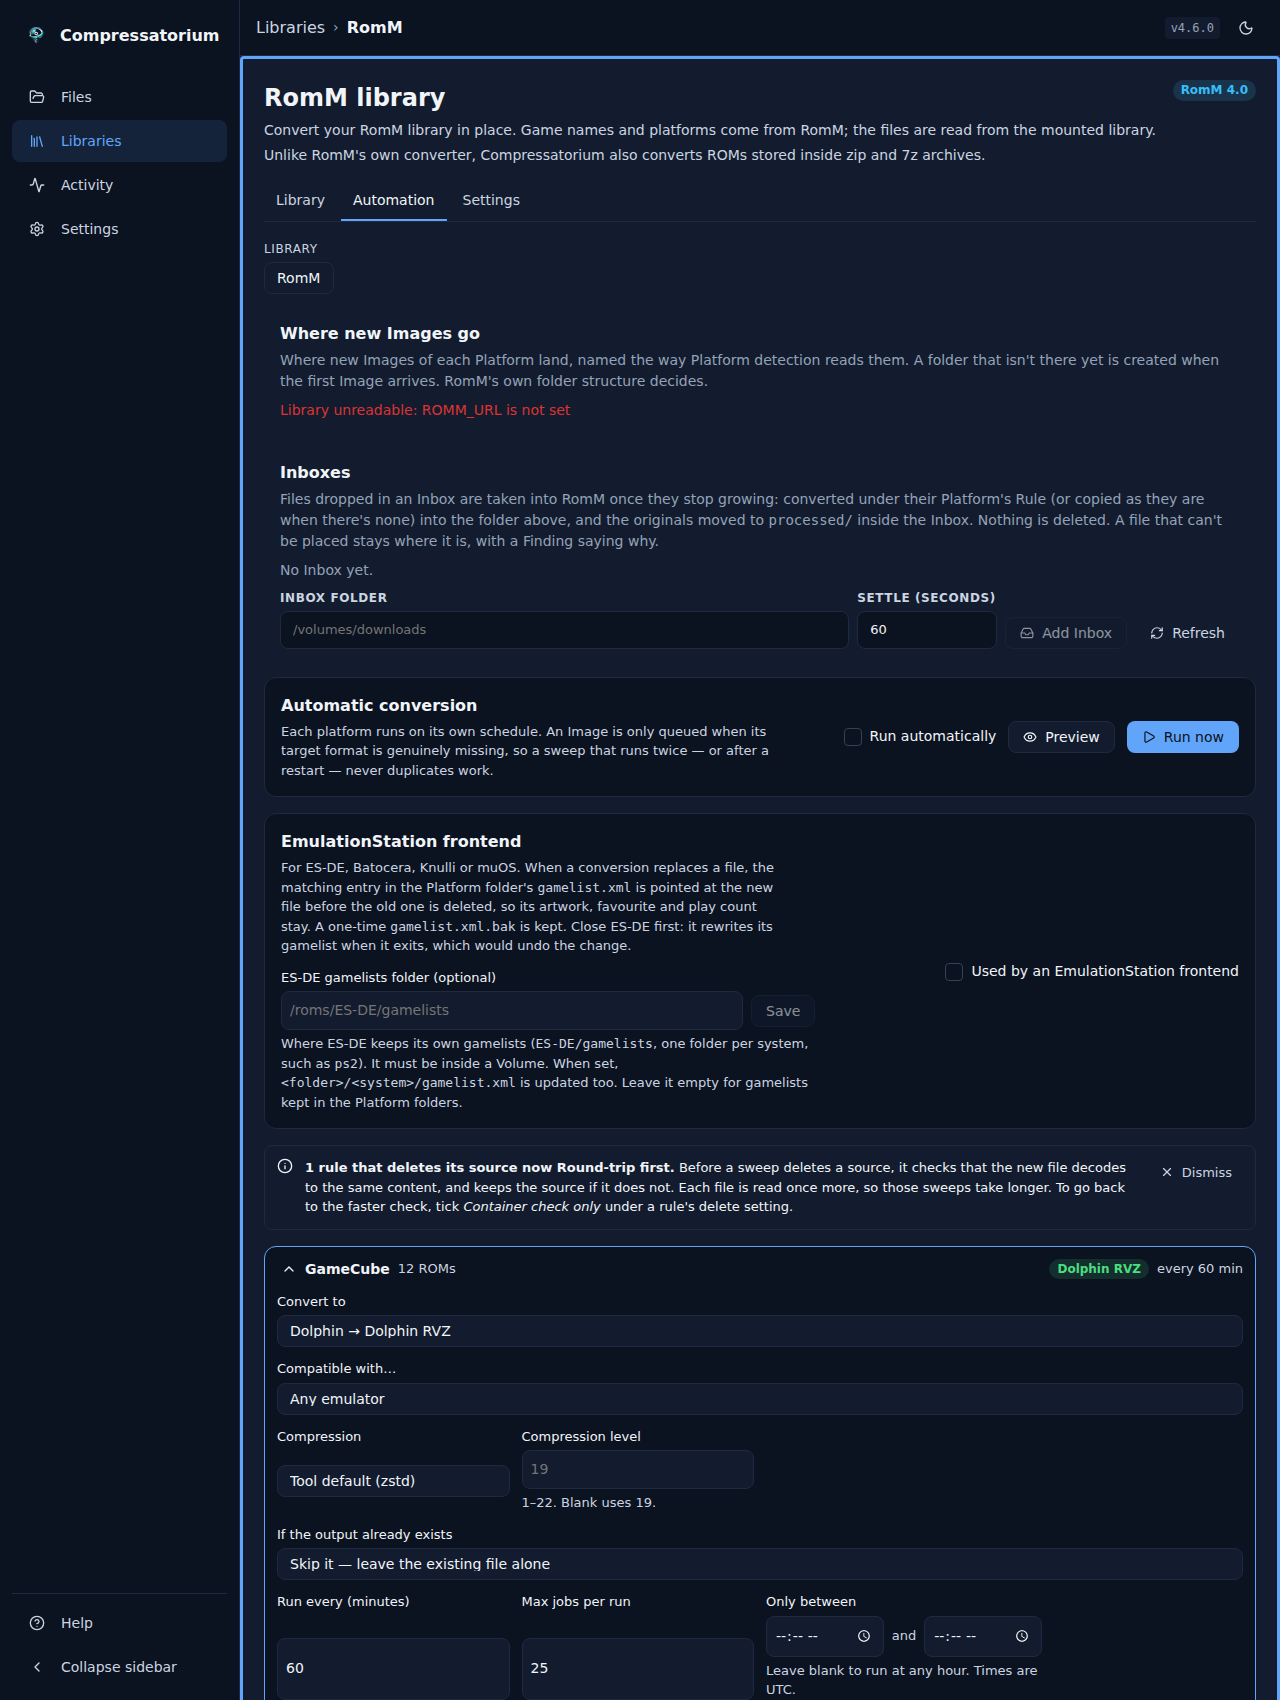 Compressatorium
Libraries › RomM
v4.6.0
Files
Libraries
Activity
Settings
RomM library
RomM 4.0
Convert your RomM library in place. Game names and platforms come from RomM; the files are read from the mounted library.
Unlike RomM's own converter, Compressatorium also converts ROMs stored inside zip and 7z archives.
Library
Automation
Settings
LIBRARY
RomM
Where new Images go
Where new Images of each Platform land, named the way Platform detection reads them. A folder that isn't there yet is created when
the first Image arrives. RomM's own folder structure decides.
Library unreadable: ROMM_URL is not set
Inboxes
Files dropped in an Inbox are taken into RomM once they stop growing: converted under their Platform's Rule (or copied as they are
when there's none) into the folder above, and the originals moved to processed/ inside the Inbox. Nothing is deleted. A file that can't
be placed stays where it is, with a Finding saying why.
No Inbox yet.
INBOX FOLDER
SETTLE (SECONDS)
/volumes/downloads
60
Add Inbox
Refresh
Automatic conversion
Each platform runs on its own schedule. An Image is only queued when its
target format is genuinely missing, so a sweep that runs twice — or after a
restart — never duplicates work.
Run automatically
Preview
Run now
EmulationStation frontend
For ES-DE, Batocera, Knulli or muOS. When a conversion replaces a file, the
matching entry in the Platform folder's gamelist.xml is pointed at the new
file before the old one is deleted, so its artwork, favourite and play count
stay. A one-time gamelist.xml.bak is kept. Close ES-DE first: it rewrites its
gamelist when it exits, which would undo the change.
ES-DE gamelists folder (optional)
/roms/ES-DE/gamelists
Save
Used by an EmulationStation frontend
Where ES-DE keeps its own gamelists (ES-DE/gamelists, one folder per system,
such as ps2). It must be inside a Volume. When set,
<folder>/<system>/gamelist.xml is updated too. Leave it empty for gamelists
kept in the Platform folders.
1 rule that deletes its source now Round-trip first. Before a sweep deletes a source, it checks that the new file decodes
to the same content, and keeps the source if it does not. Each file is read once more, so those sweeps take longer. To go back
to the faster check, tick Container check only under a rule's delete setting.
Dismiss
GameCube 12 ROMs
Dolphin RVZ every 60 min
Convert to
Dolphin → Dolphin RVZ
Compatible with…
Any emulator
Compression
Compression level
Tool default (zstd)
19
1–22. Blank uses 19.
If the output already exists
Skip it — leave the existing file alone
Run every (minutes)
Max jobs per run
Only between
60
25
--:-- -- and --:-- --
Leave blank to run at any hour. Times are
UTC.
Help
Collapse sidebar